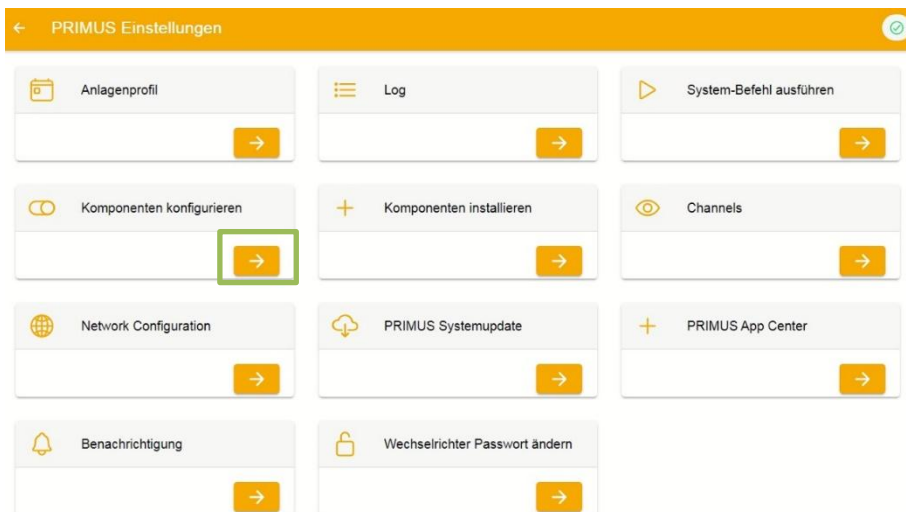 PRIMUS Einstellungen
Anlagenprofil
Log
System-Befehl ausführen
Komponenten konfigurieren
Komponenten installieren
Channels
Network Configuration
PRIMUS Systemupdate
PRIMUS App Center
Benachrichtigung
Wechselrichter Passwort ändern